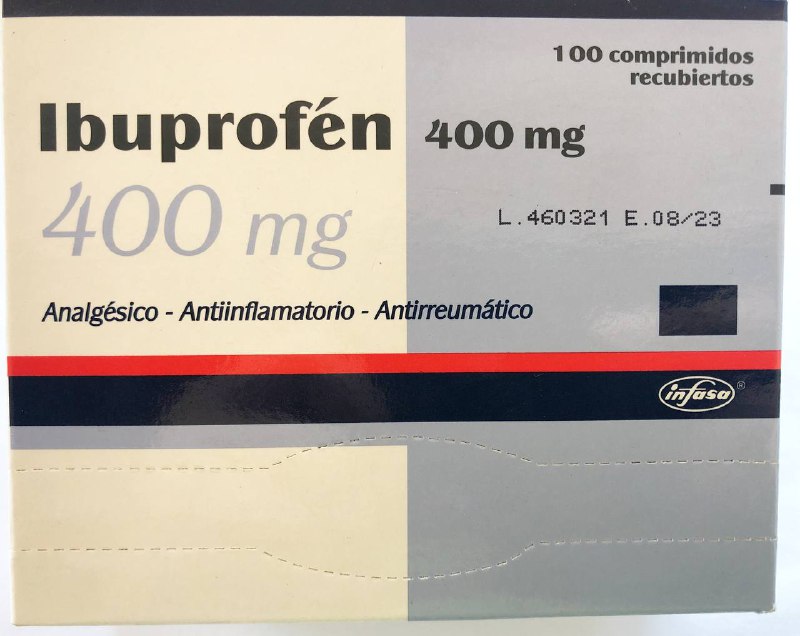 100 comprimidos
recubiertos
Ibuprofén 400 mg
400 mg
L.460321 E.08/23
Analgésico - Antiinflamatorio - Antirreumático
infasa®